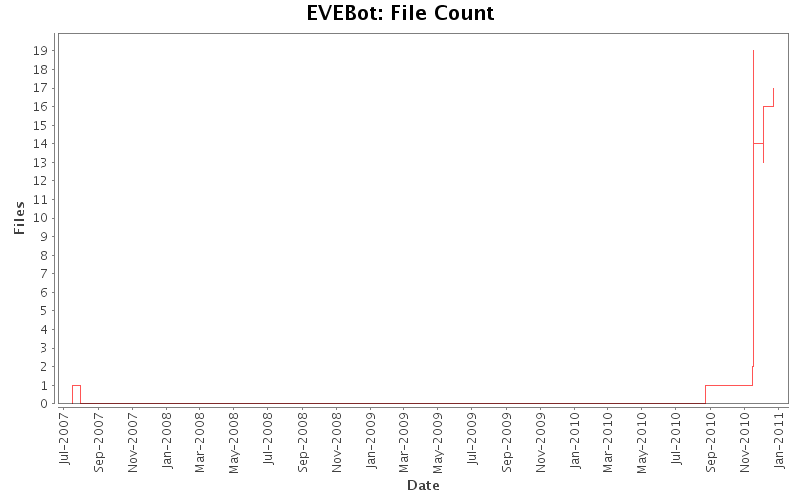 EVEBot: File Count
Files
19
18
17
16
15
14
13
12
11
10
9
8
7
6
5
4
3
2
1
0
Jul-2007
Sep-2007
Nov-2007
Jan-2008
Mar-2008
May-2008
Jul-2008
Sep-2008
Nov-2008
Jan-2009
Mar-2009
May-2009
Jul-2009
Sep-2009
Nov-2009
Jan-2010
Mar-2010
May-2010
Jul-2010
Sep-2010
Nov-2010
Jan-2011
Date